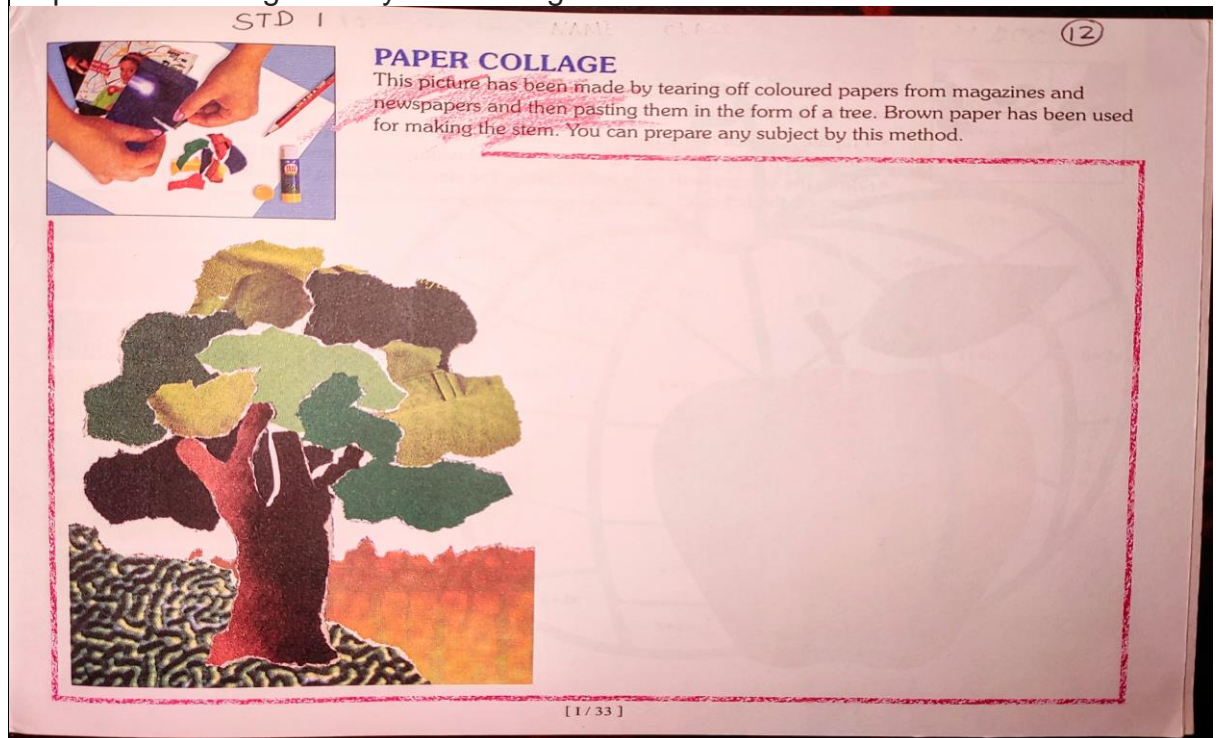 STD 1
12
PAPER COLLAGE
This picture has been made by tearing off coloured papers from magazines and
newspapers and then pasting them in the form of a tree. Brown paper has been used
for making the stem. You can prepare any subject by this method.
[ I / 33 ]